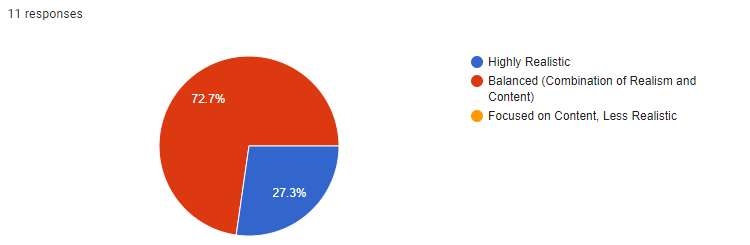 11 responses
72.7%
27.3%
Highly Realistic
Balanced (Combination of Realism and
Content)
Focused on Content, Less Realistic